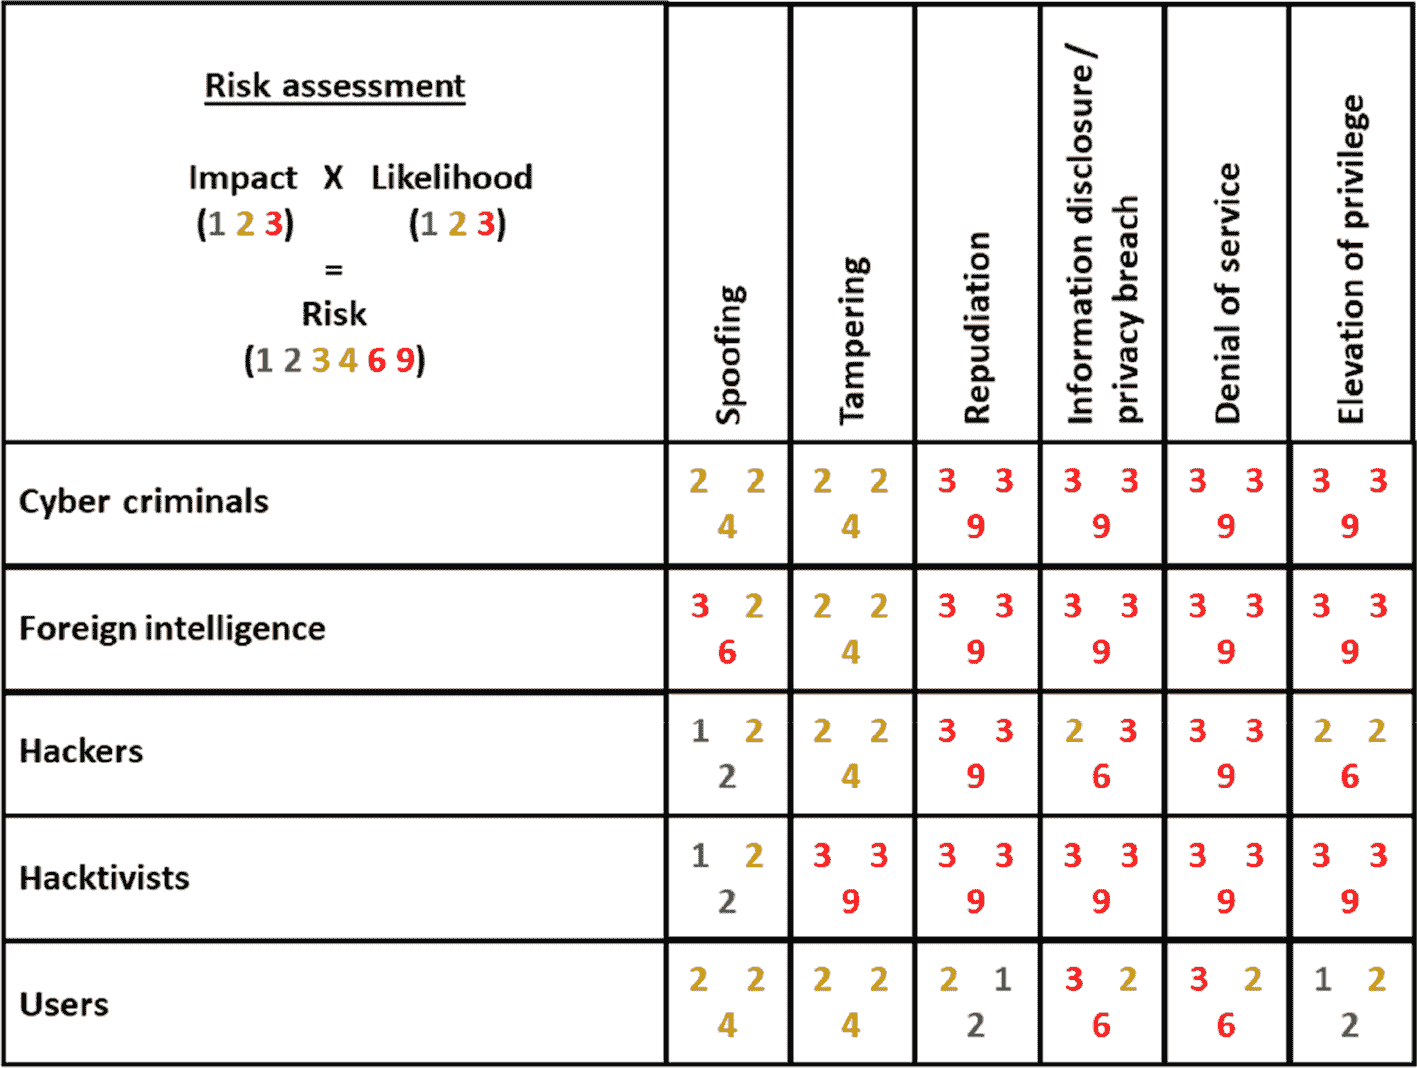 Risk assessment
Impact X Likelihood
(1 2 3) (1 2 3)
=
Risk
(1 2 3 4 6 9)
Spoofing
Tampering
Repudiation
Information disclosure /
privacy breach
Denial of service
Elevation of privilege
Cyber criminals
2 2 2 2 3 3 3 3 3 3 3 3
4 4 9 9 9 9
Foreign intelligence
3 2 2 2 3 3 3 3 3 3 3 3
6 4 9 9 9 9
Hackers
1 2 2 2 3 3 2 3 3 3 2 2
2 4 9 6 9 6
Hacktivists
1 2 3 3 3 3 3 3 3 3 3 3
2 9 9 9 9 9
Users
2 2 2 2 2 1 3 2 3 2 1 2
4 4 2 6 6 2